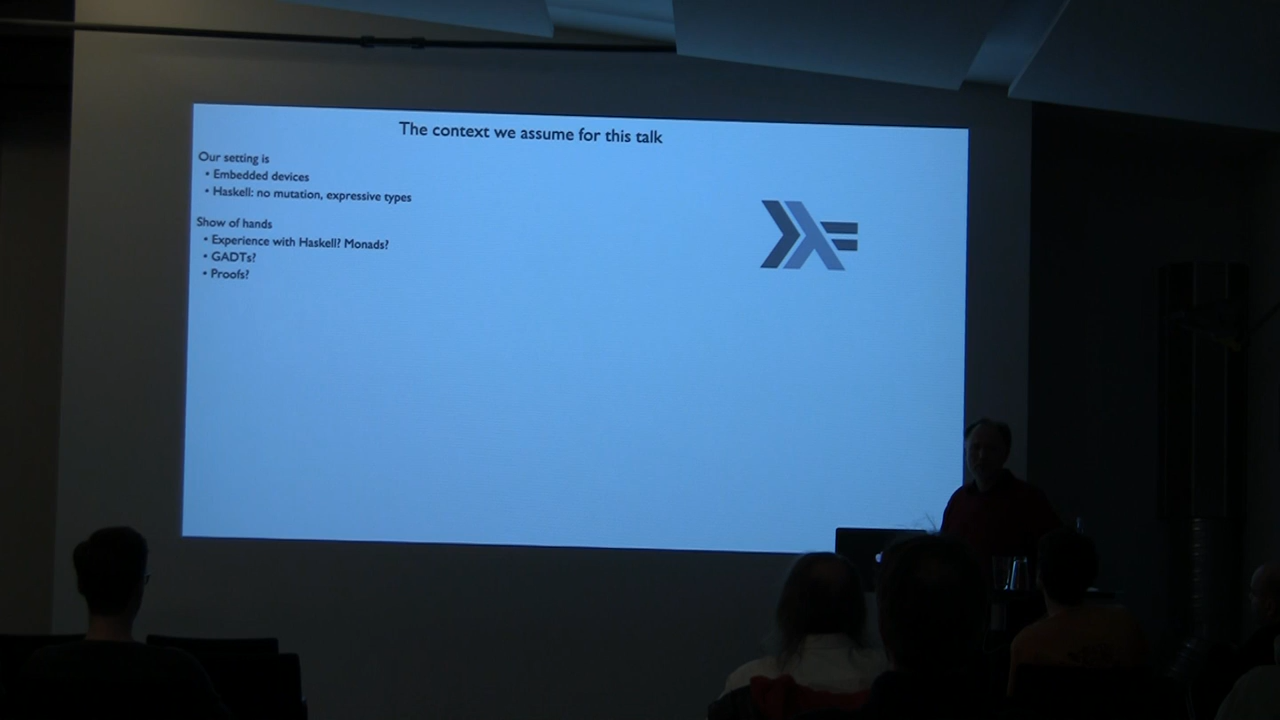 The context we assume for this talk
Our setting is
• Embedded devices
• Haskell: no mutation, expressive types
Show of hands
• Experience with Haskell? Monads?
• GADTs?
• Proofs?